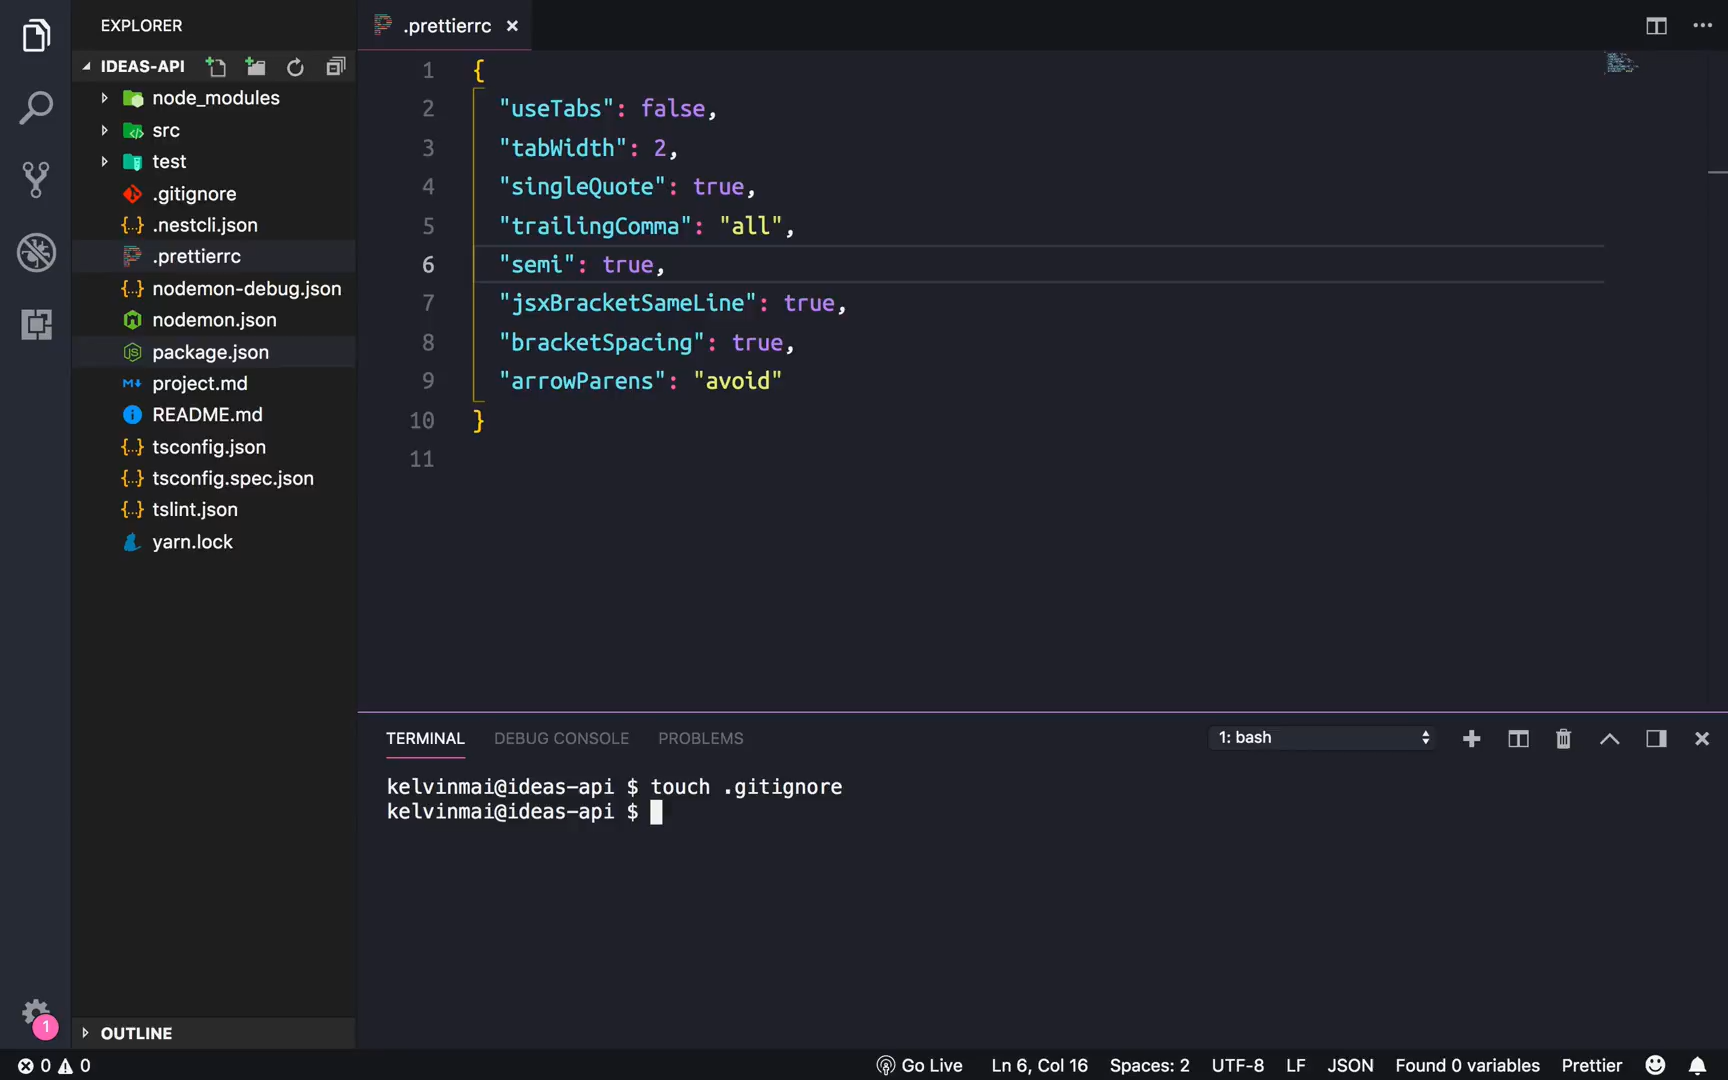 EXPLORER
IDEAS-API
node_modules
src
test
.gitignore
{..} .nestcli.json
.prettierrc
{..} nodemon-debug.json
nodemon.json
JS package.json
M↓ project.md
README.md
{..} tsconfig.json
{..} tsconfig.spec.json
{..} tslint.json
yarn.lock
OUTLINE
1
.prettierrc ×
1 {
2 "useTabs": false,
3 "tabWidth": 2,
4 "singleQuote": true,
5 "trailingComma": "all",
6 "semi": true,
7 "jsxBracketSameLine": true,
8 "bracketSpacing": true,
9 "arrowParens": "avoid"
10 }
11
TERMINAL DEBUG CONSOLE PROBLEMS 1: bash
kelvinmai@ideas-api $ touch .gitignore
kelvinmai@ideas-api $
0 0 Go Live Ln 6, Col 16 Spaces: 2 UTF-8 LF JSON Found 0 variables Prettier